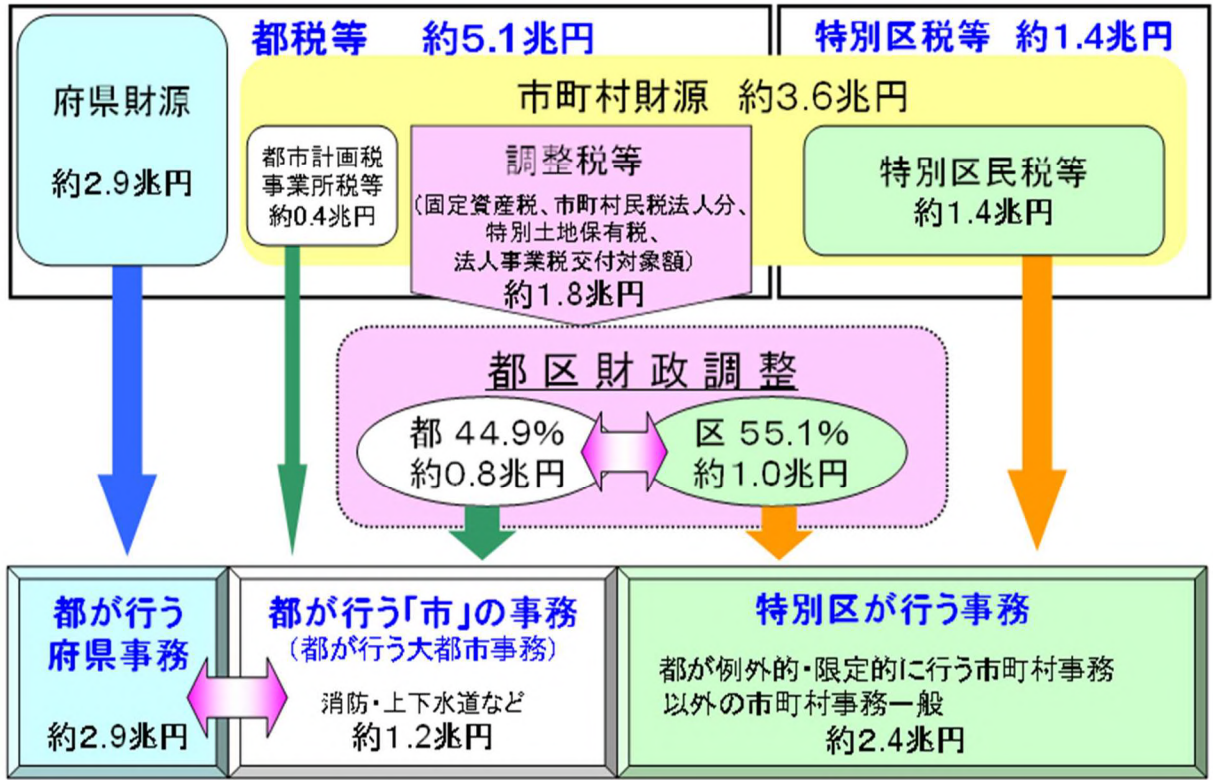 都税等 約5.1兆円
特別区税等 約1.4兆円
府県財源
約2.9兆円
市町村財源 約3.6兆円
都市計画税
事業所税等
約0.4兆円
調整税等
(固定資産税、市町村民税法人分、
特別土地保有税、
法人事業税交付対象額)
約1.8兆円
特別区民税等
約1.4兆円
都区財政調整
都 44.9%
約0.8兆円
区 55.1%
約1.0兆円
都が行う
府県事務
約2.9兆円
都が行う「市」の事務
(都が行う大都市事務)
消防・上下水道など
約1.2兆円
特別区が行う事務
都が例外的・限定的に行う市町村事務
以外の市町村事務一般
約2.4兆円